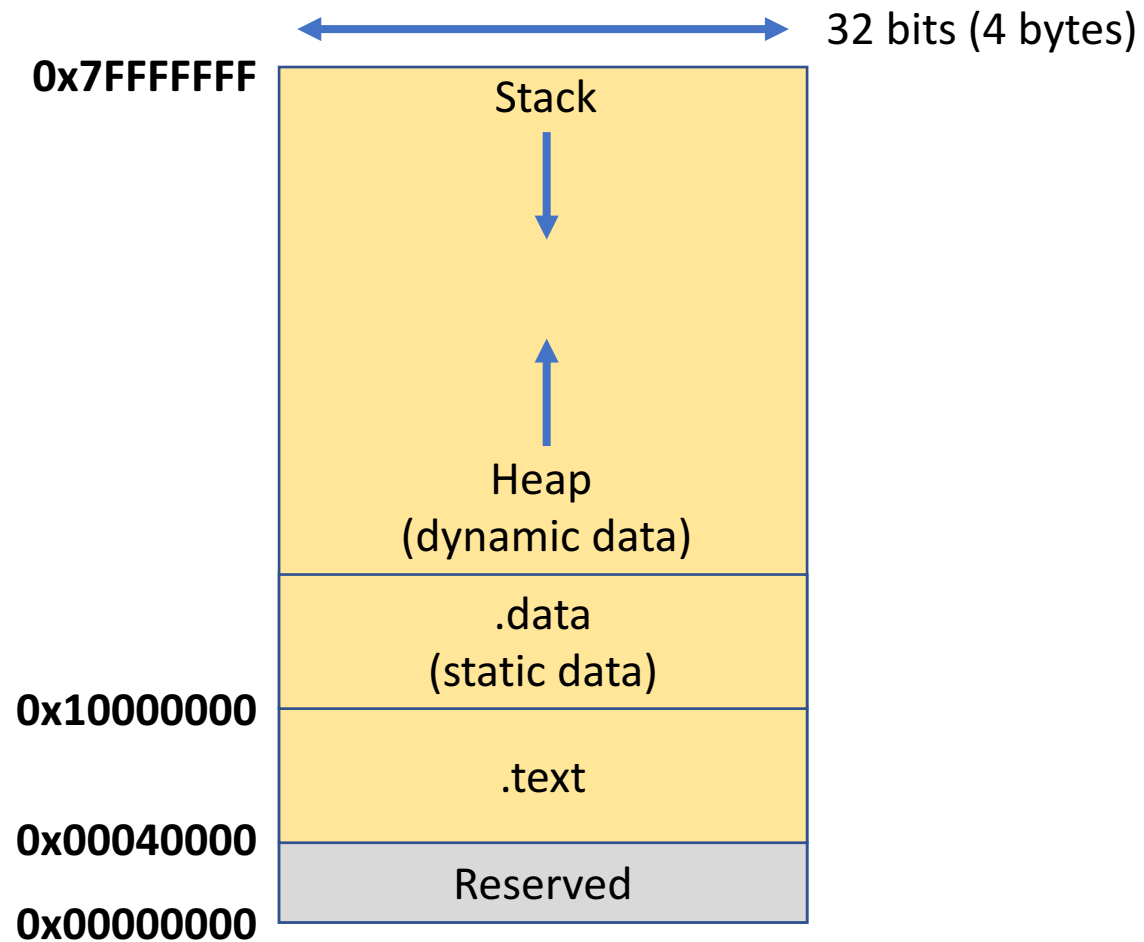 32 bits (4 bytes)
0x7FFFFFFF
Stack
Heap
(dynamic data)
.data
(static data)
0x10000000
.text
0x00040000
Reserved
0x00000000